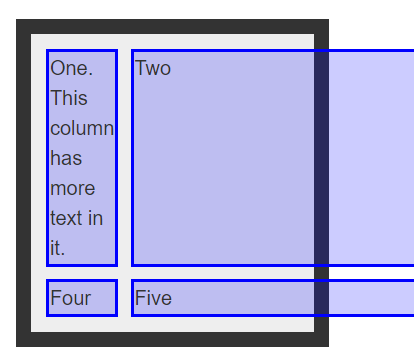 One.
This
column
has
more
text in
it.
Two
Four
Five